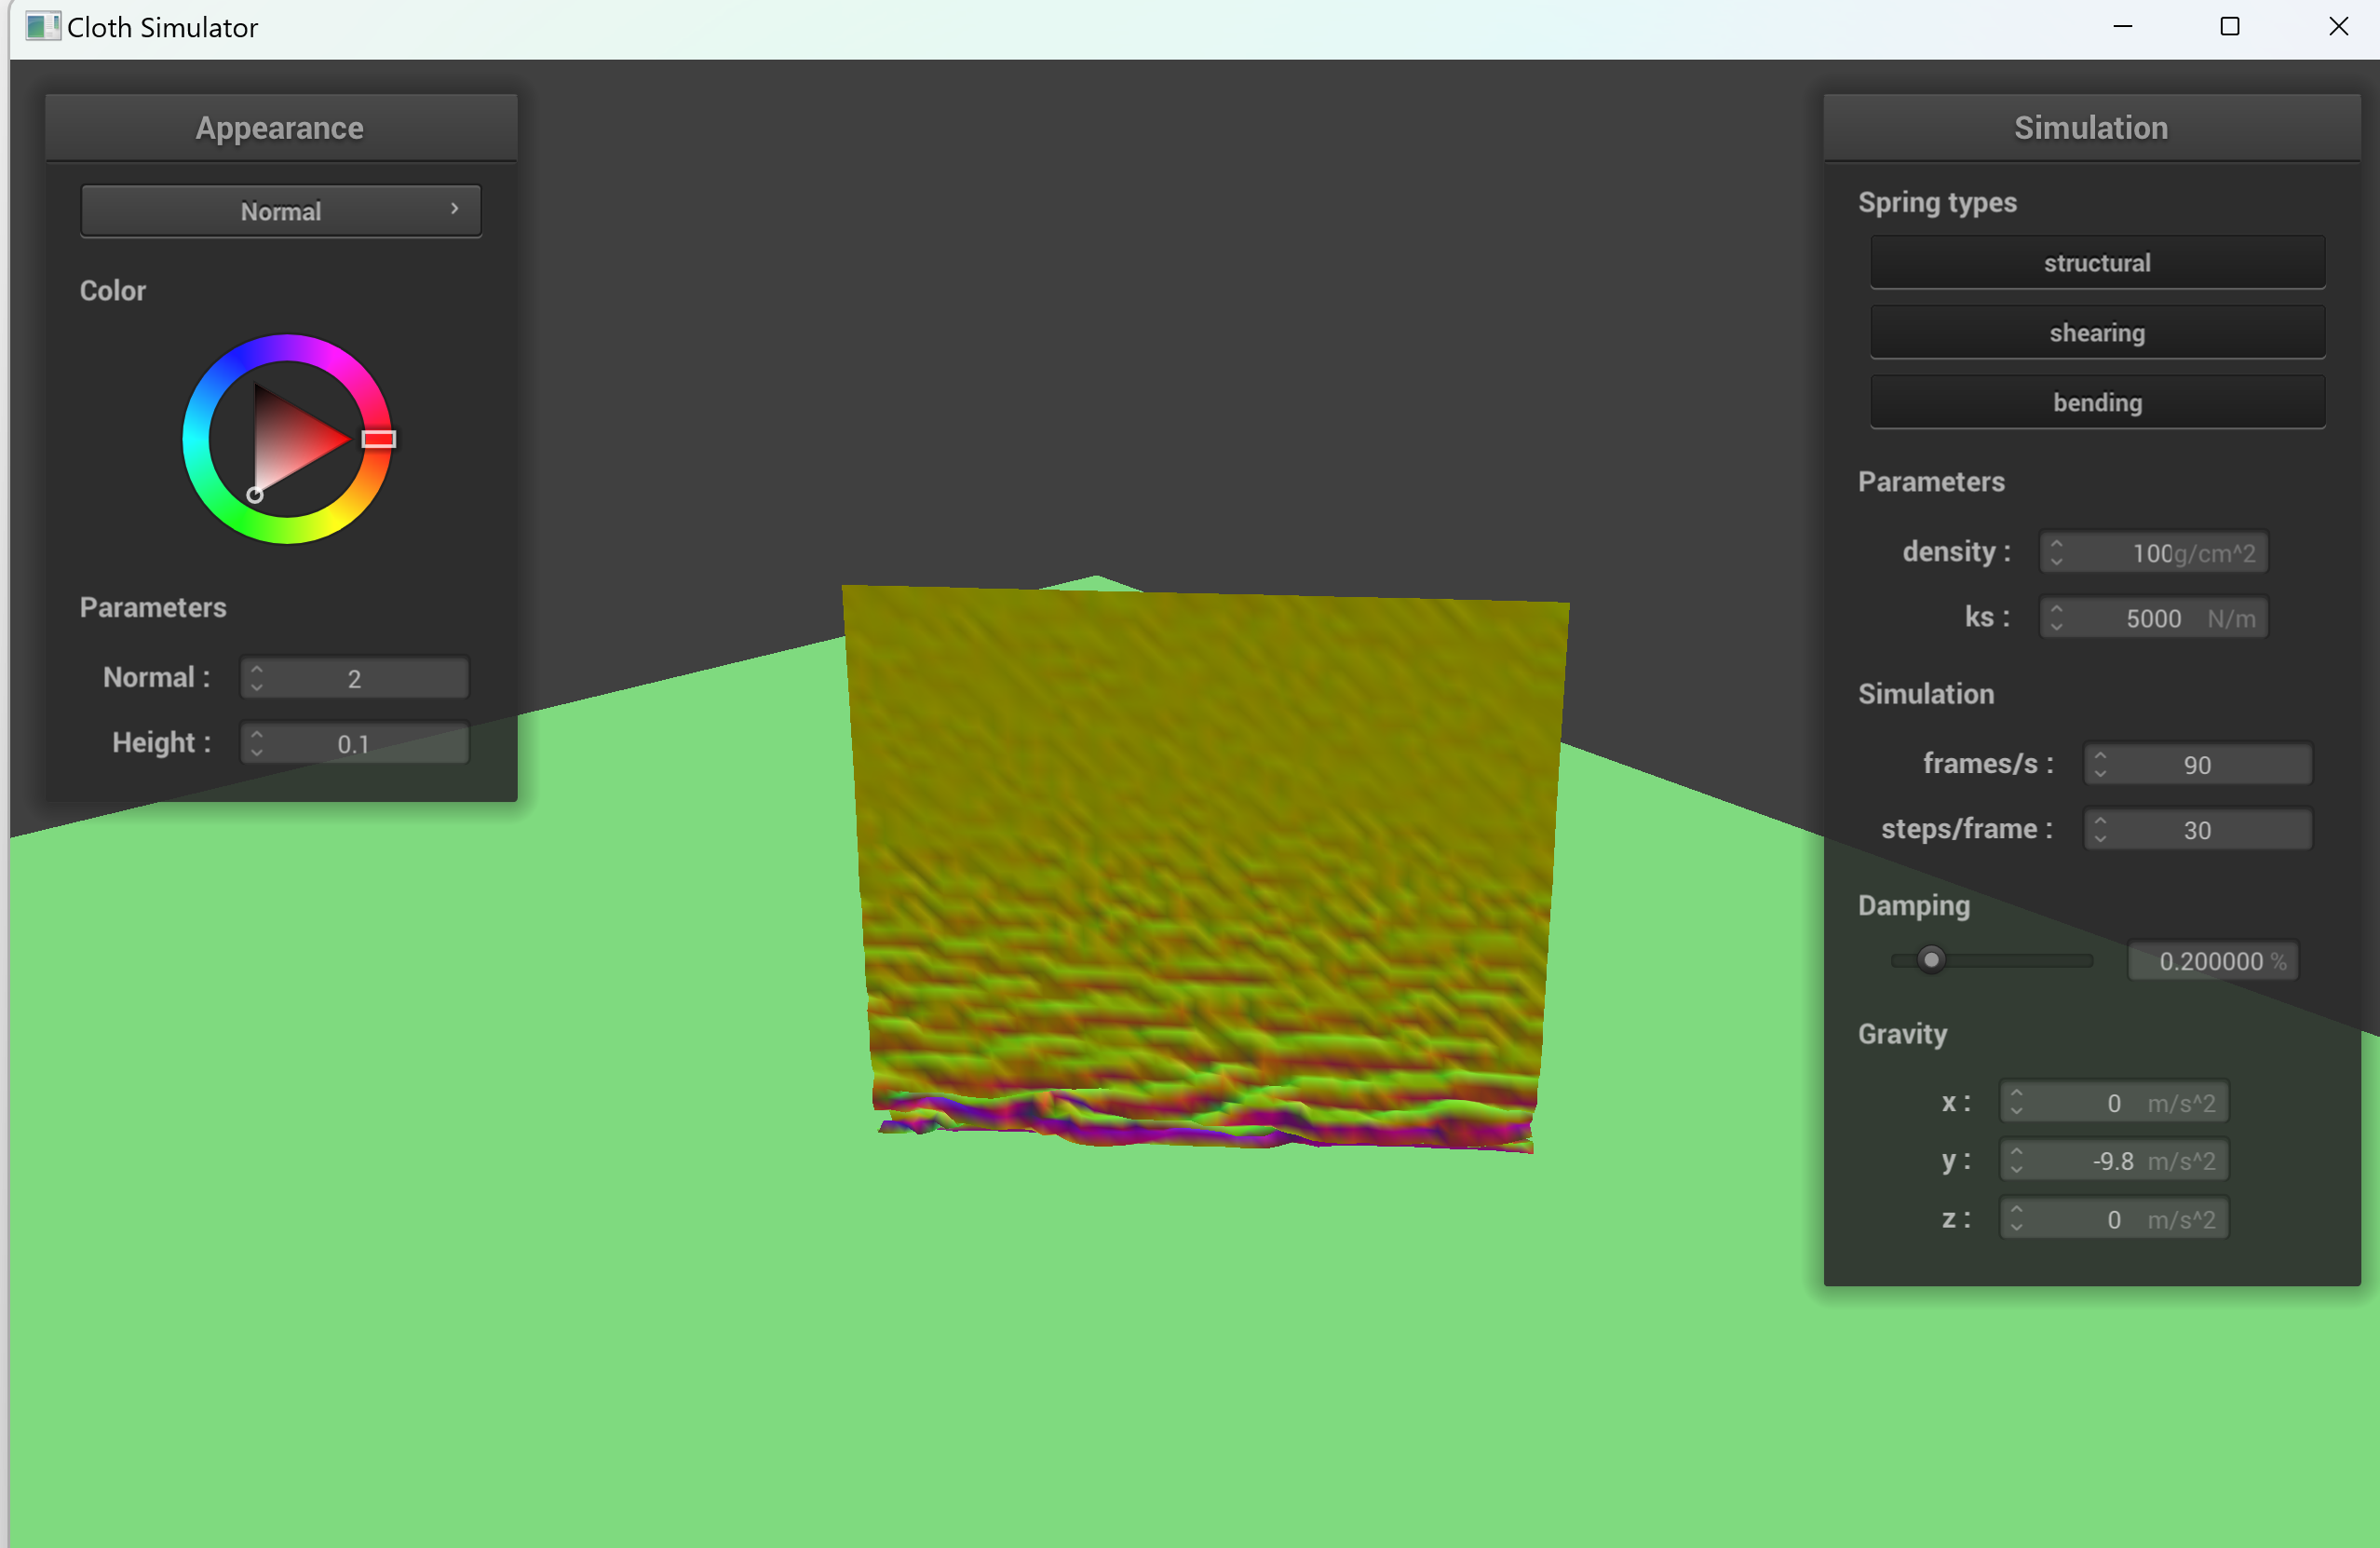 Cloth Simulator
Appearance
Normal
Color
Parameters
Normal : 2
Height : 0.1
Simulation
Spring types
structural
shearing
bending
Parameters
density : 100g/cm^2
ks : 5000 N/m
Simulation
frames/s : 90
steps/frame : 30
Damping
0.200000 %
Gravity
x : 0 m/s^2
y : -9.8 m/s^2
z : 0 m/s^2